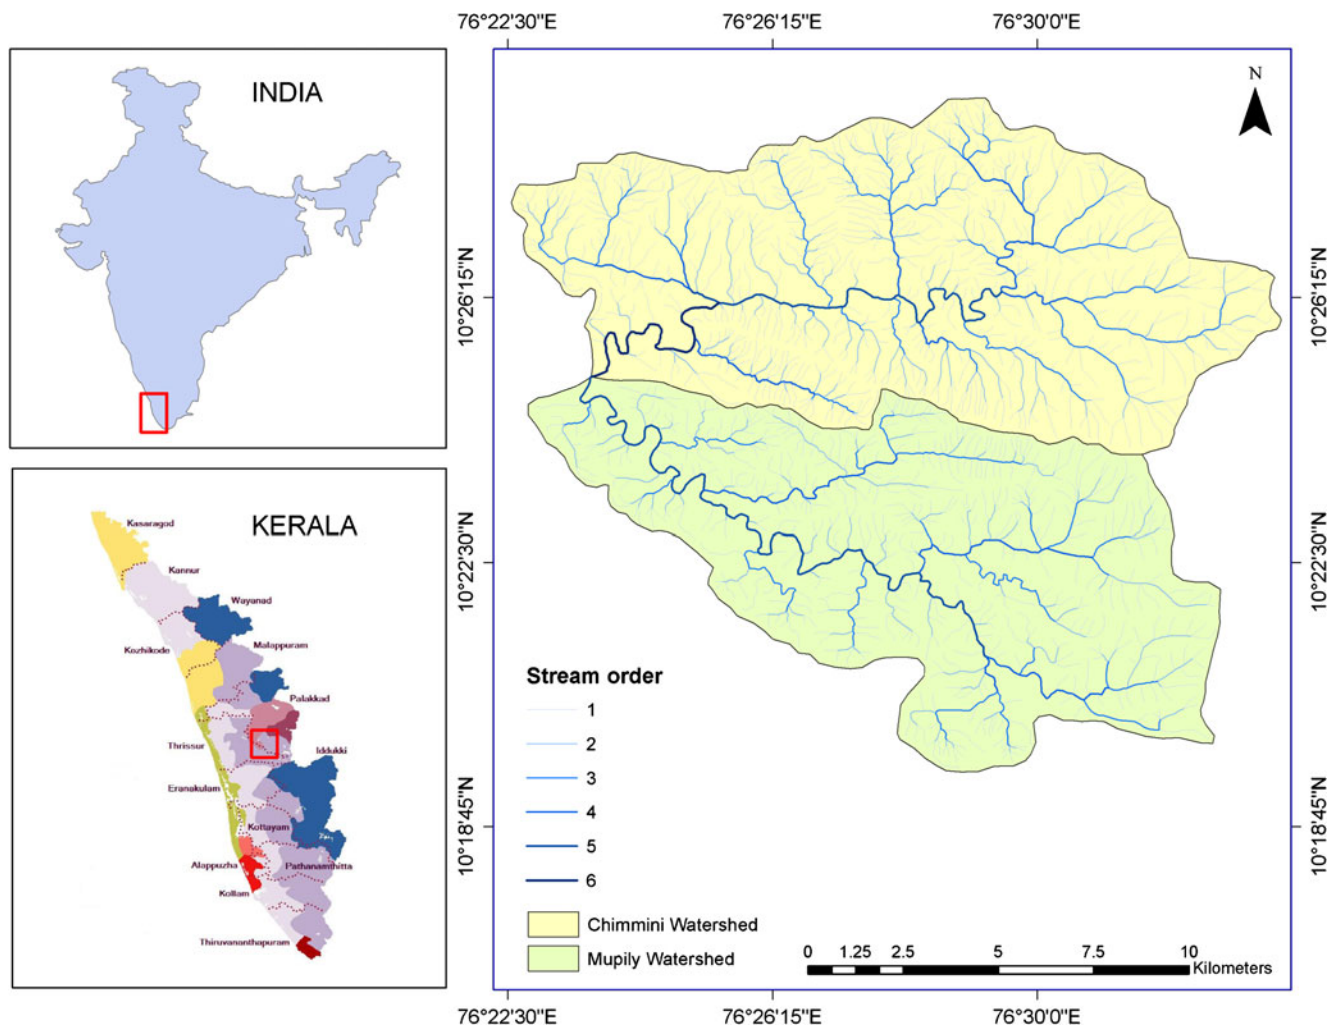 76°22'30"E
76°26'15"E
76°30'0"E
INDIA
N
10°26'15"N
10°26'15"N
10°22'30"N
10°22'30"N
10°18'45"N
10°18'45"N
KERALA
Kasaragod
Kannur
Wayanad
Kozhikode
Malappuram
Palakkad
Thrissur
Iddukki
Eranakulam
Kottayam
Alappuzha
Pathanamthitta
Kollam
Thiruvananthapuram
Stream order
1
2
3
4
5
6
Chimmini Watershed
Mupily Watershed
0 1.25 2.5 5 7.5 10
Kilometers
76°22'30"E
76°26'15"E
76°30'0"E